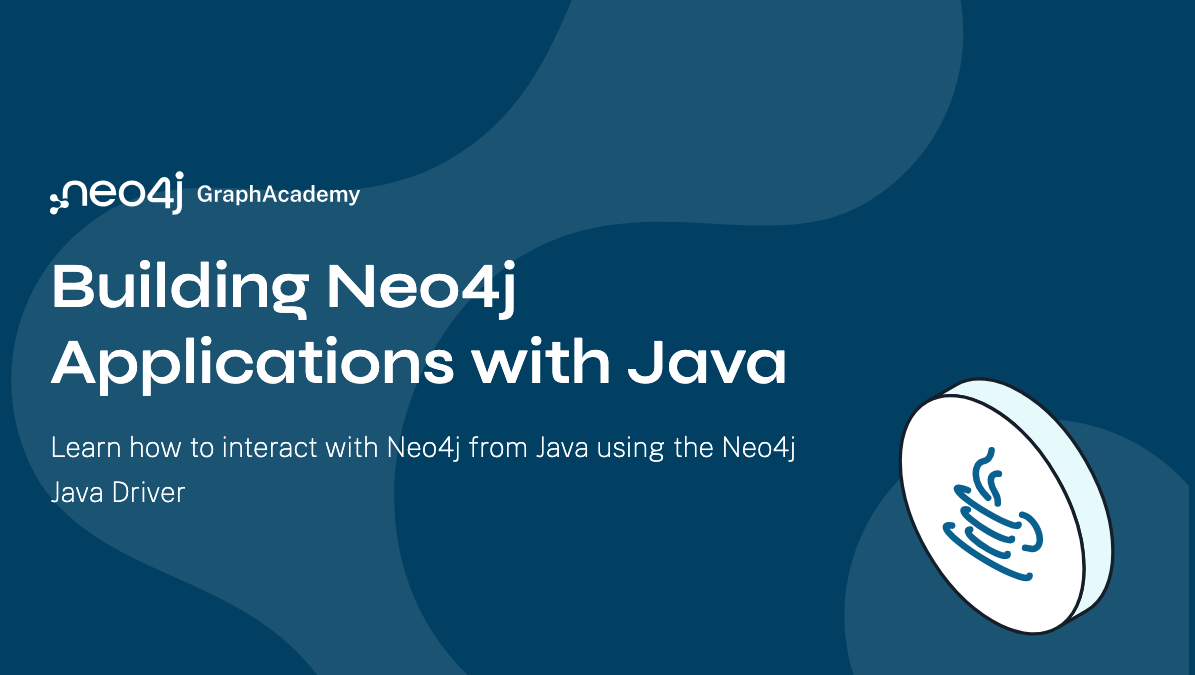 neo4j GraphAcademy
Building Neo4j
Applications with Java
Learn how to interact with Neo4j from Java using the Neo4j
Java Driver